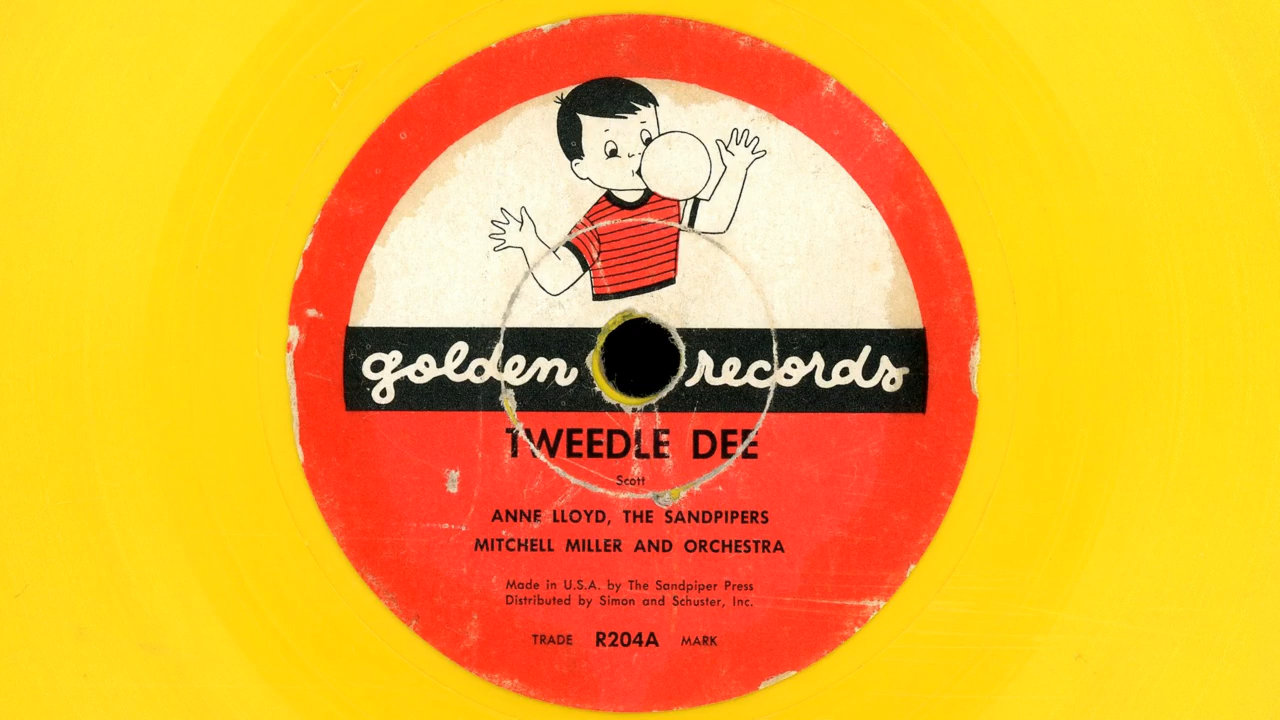 golden records
TWEEDLE DEE
Scott
ANNE LLOYD, THE SANDPIPERS
MITCHELL MILLER AND ORCHESTRA
Made in U.S.A. by The Sandpiper Press
Distributed by Simon and Schuster, Inc.
TRADE R204A MARK